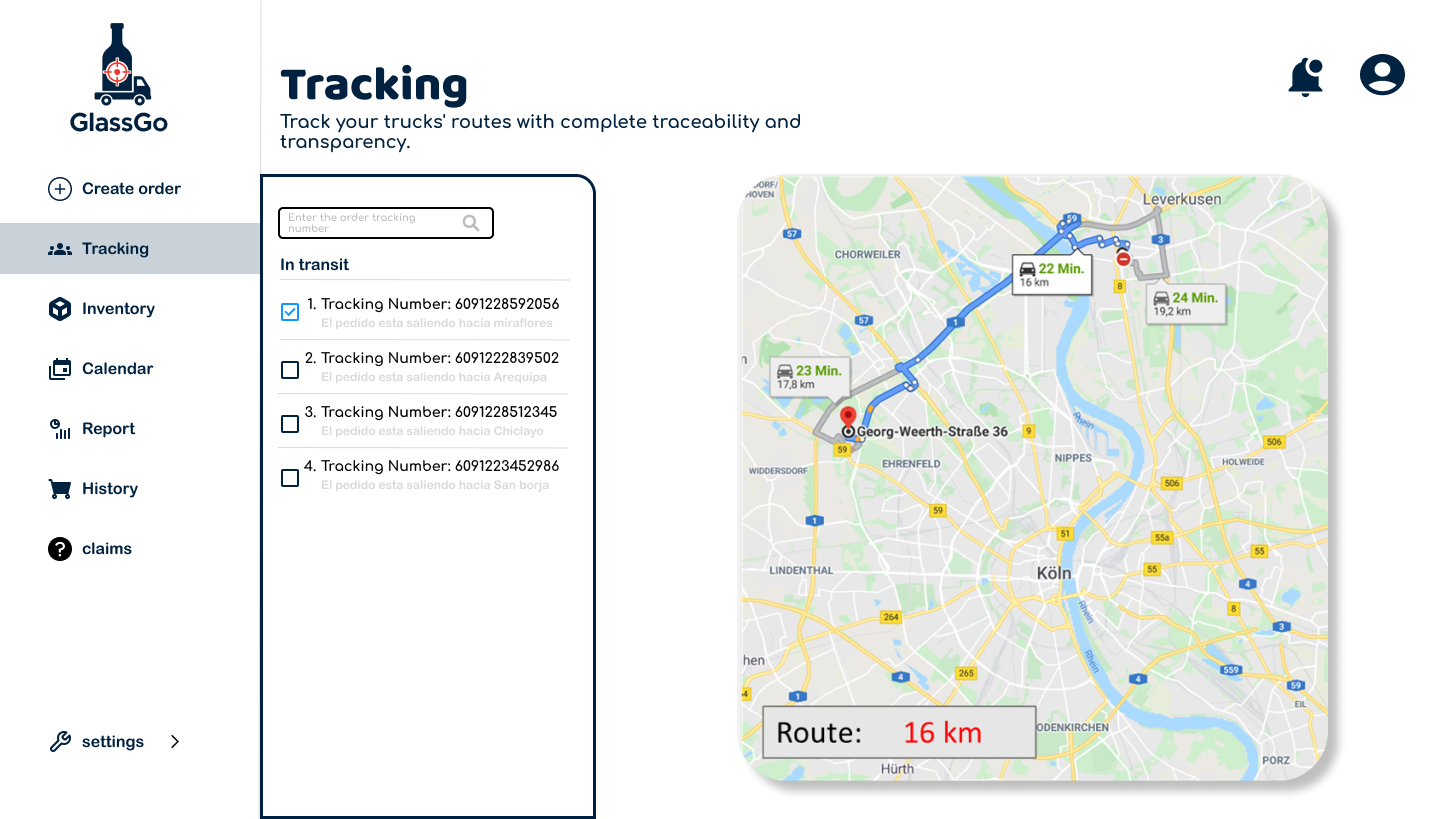 GlassGo
Create order
Tracking
Inventory
Calendar
Report
History
claims
settings
Tracking
Track your trucks' routes with complete traceability and
transparency.
Enter the order tracking
number
In transit
1. Tracking Number: 6091228592056
El pedido esta saliendo hacia miraflores
2. Tracking Number: 6091222839502
El pedido esta saliendo hacia Arequipa
3. Tracking Number: 6091228512345
El pedido esta saliendo hacia Chiclayo
4. Tracking Number: 6091223452986
El pedido esta saliendo hacia San borja
DORF/
HOVEN
Leverkusen
59
57
3
CHORWEILER
22 Min.
16 km
8
24 Min.
19,2 km
57
1
n
23 Min.
17,8 km
Rhein
Georg-Weerth-Straße 36
9
506
59
NIPPES
EHRENFELD
HOLWEIDE
WIDDERSDORF
506
59
1
51
55a
55
LINDENTHAL
Köln
55
4
8
Rhein
264
3
hen
Rhein
265
4
559
4
59
54
1
EIL
Route: 16 km
ODENKIRCHEN
PORZ
Hürth